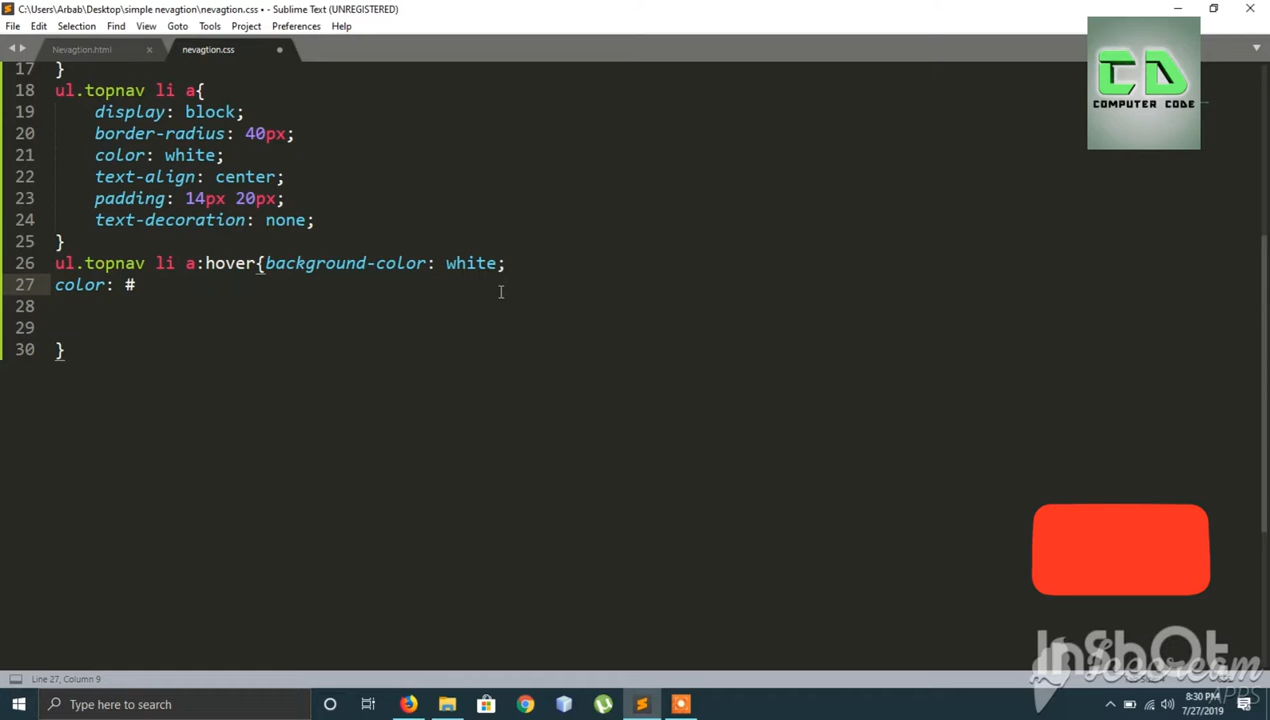 C:\Users\Arbab\Desktop\simple nevagtion\nevagtion.css • - Sublime Text (UNREGISTERED)
File Edit Selection Find View Goto Tools Project Preferences Help
Nevagtion.html nevagtion.css
CD
COMPUTER CODE
17 }
18 ul.topnav li a{
19 display: block;
20 border-radius: 40px;
21 color: white;
22 text-align: center;
23 padding: 14px 20px;
24 text-decoration: none;
25 }
26 ul.topnav li a:hover{background-color: white;
27 color: #
28
29
30 }
InShOt
Icecream
APPS
Line 27, Column 9
Type here to search
8:30 PM
7/27/2019